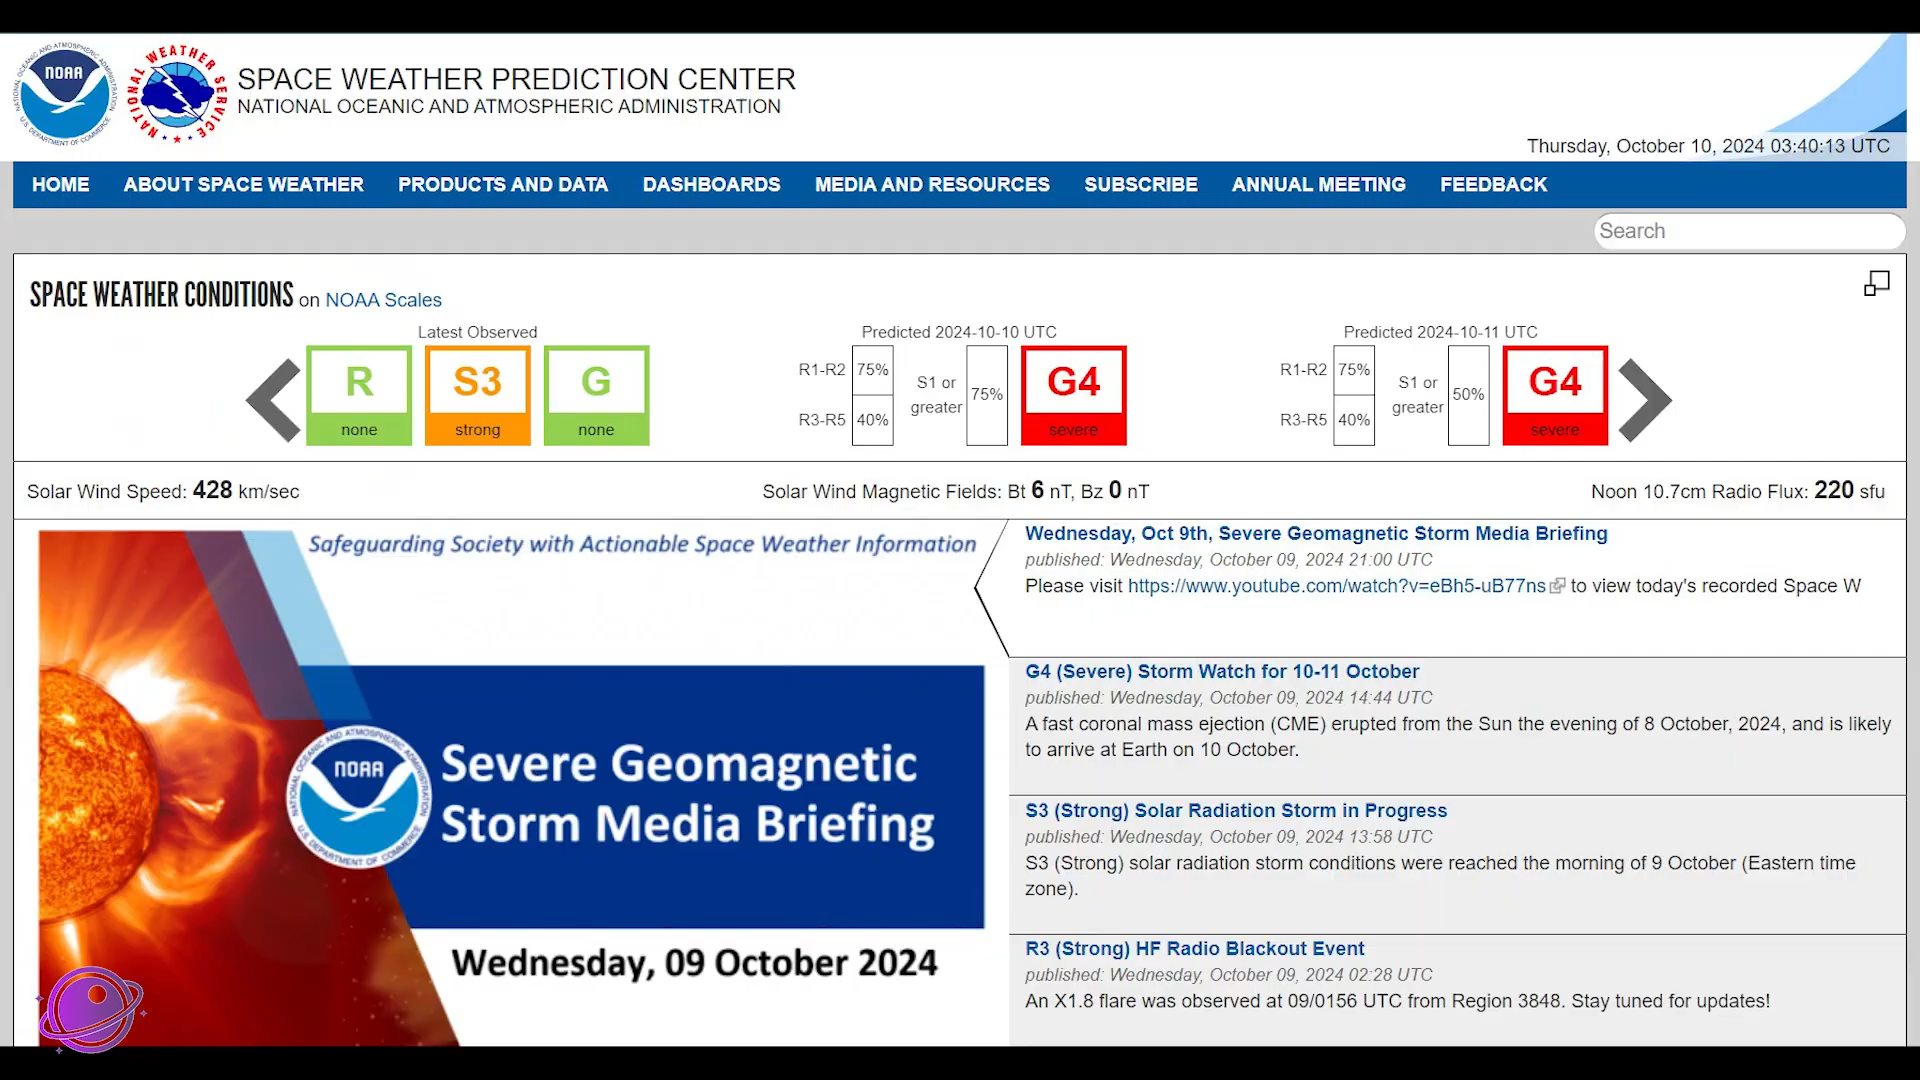 NOAA
NATIONAL WEATHER SERVICE
SPACE WEATHER PREDICTION CENTER
NATIONAL OCEANIC AND ATMOSPHERIC ADMINISTRATION
Thursday, October 10, 2024 03:40:13 UTC
HOME ABOUT SPACE WEATHER PRODUCTS AND DATA DASHBOARDS MEDIA AND RESOURCES SUBSCRIBE ANNUAL MEETING FEEDBACK
Search
SPACE WEATHER CONDITIONS on NOAA Scales
Latest Observed
R S3 G
none strong none
Predicted 2024-10-10 UTC
R1-R2 75%
R3-R5 40%
S1 or greater 75%
G4
severe
Predicted 2024-10-11 UTC
R1-R2 75%
R3-R5 40%
S1 or greater 50%
G4
severe
Solar Wind Speed: 428 km/sec
Solar Wind Magnetic Fields: Bt 6 nT, Bz 0 nT
Noon 10.7cm Radio Flux: 220 sfu
Safeguarding Society with Actionable Space Weather Information
NATIONAL OCEANIC AND ATMOSPHERIC ADMINISTRATION
NOAA
U.S. DEPARTMENT OF COMMERCE
Severe Geomagnetic
Storm Media Briefing
Wednesday, 09 October 2024
Wednesday, Oct 9th, Severe Geomagnetic Storm Media Briefing
published: Wednesday, October 09, 2024 21:00 UTC
Please visit https://www.youtube.com/watch?v=eBh5-uB77ns to view today's recorded Space W
G4 (Severe) Storm Watch for 10-11 October
published: Wednesday, October 09, 2024 14:44 UTC
A fast coronal mass ejection (CME) erupted from the Sun the evening of 8 October, 2024, and is likely
to arrive at Earth on 10 October.
S3 (Strong) Solar Radiation Storm in Progress
published: Wednesday, October 09, 2024 13:58 UTC
S3 (Strong) solar radiation storm conditions were reached the morning of 9 October (Eastern time
zone).
R3 (Strong) HF Radio Blackout Event
published: Wednesday, October 09, 2024 02:28 UTC
An X1.8 flare was observed at 09/0156 UTC from Region 3848. Stay tuned for updates!